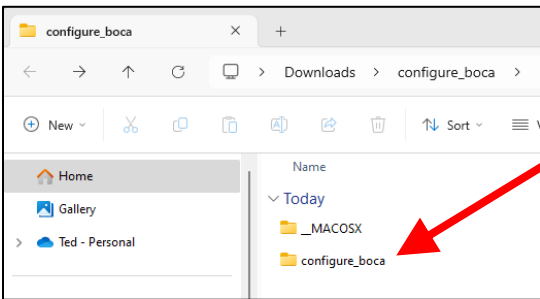 configure_boca
Downloads > configure_boca >
New
Sort
Name
Home
Today
Gallery
__MACOSX
Ted - Personal
configure_boca